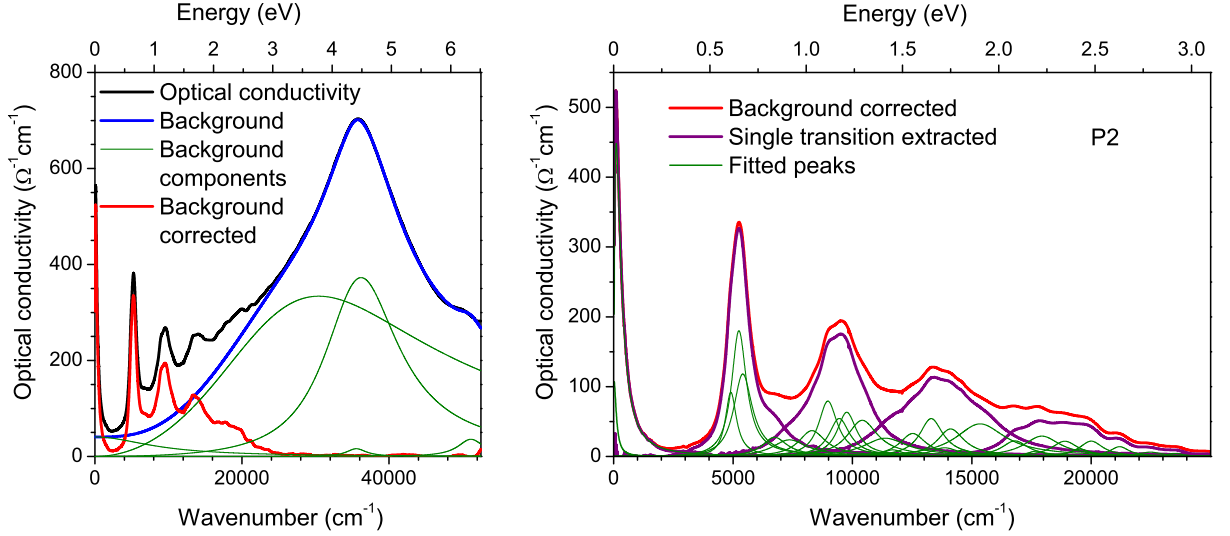 Energy (eV)
0 1 2 3 4 5 6
800
600
400
200
0
Optical conductivity (Ω⁻¹cm⁻¹)
Optical conductivity
Background
Background
components
Background
corrected
0 20000 40000
Wavenumber (cm⁻¹)
Energy (eV)
0 0.5 1.0 1.5 2.0 2.5 3.0
500
400
300
200
100
0
Optical conductivity (Ω⁻¹cm⁻¹)
Background corrected
Single transition extracted P2
Fitted peaks
0 5000 10000 15000 20000
Wavenumber (cm⁻¹)